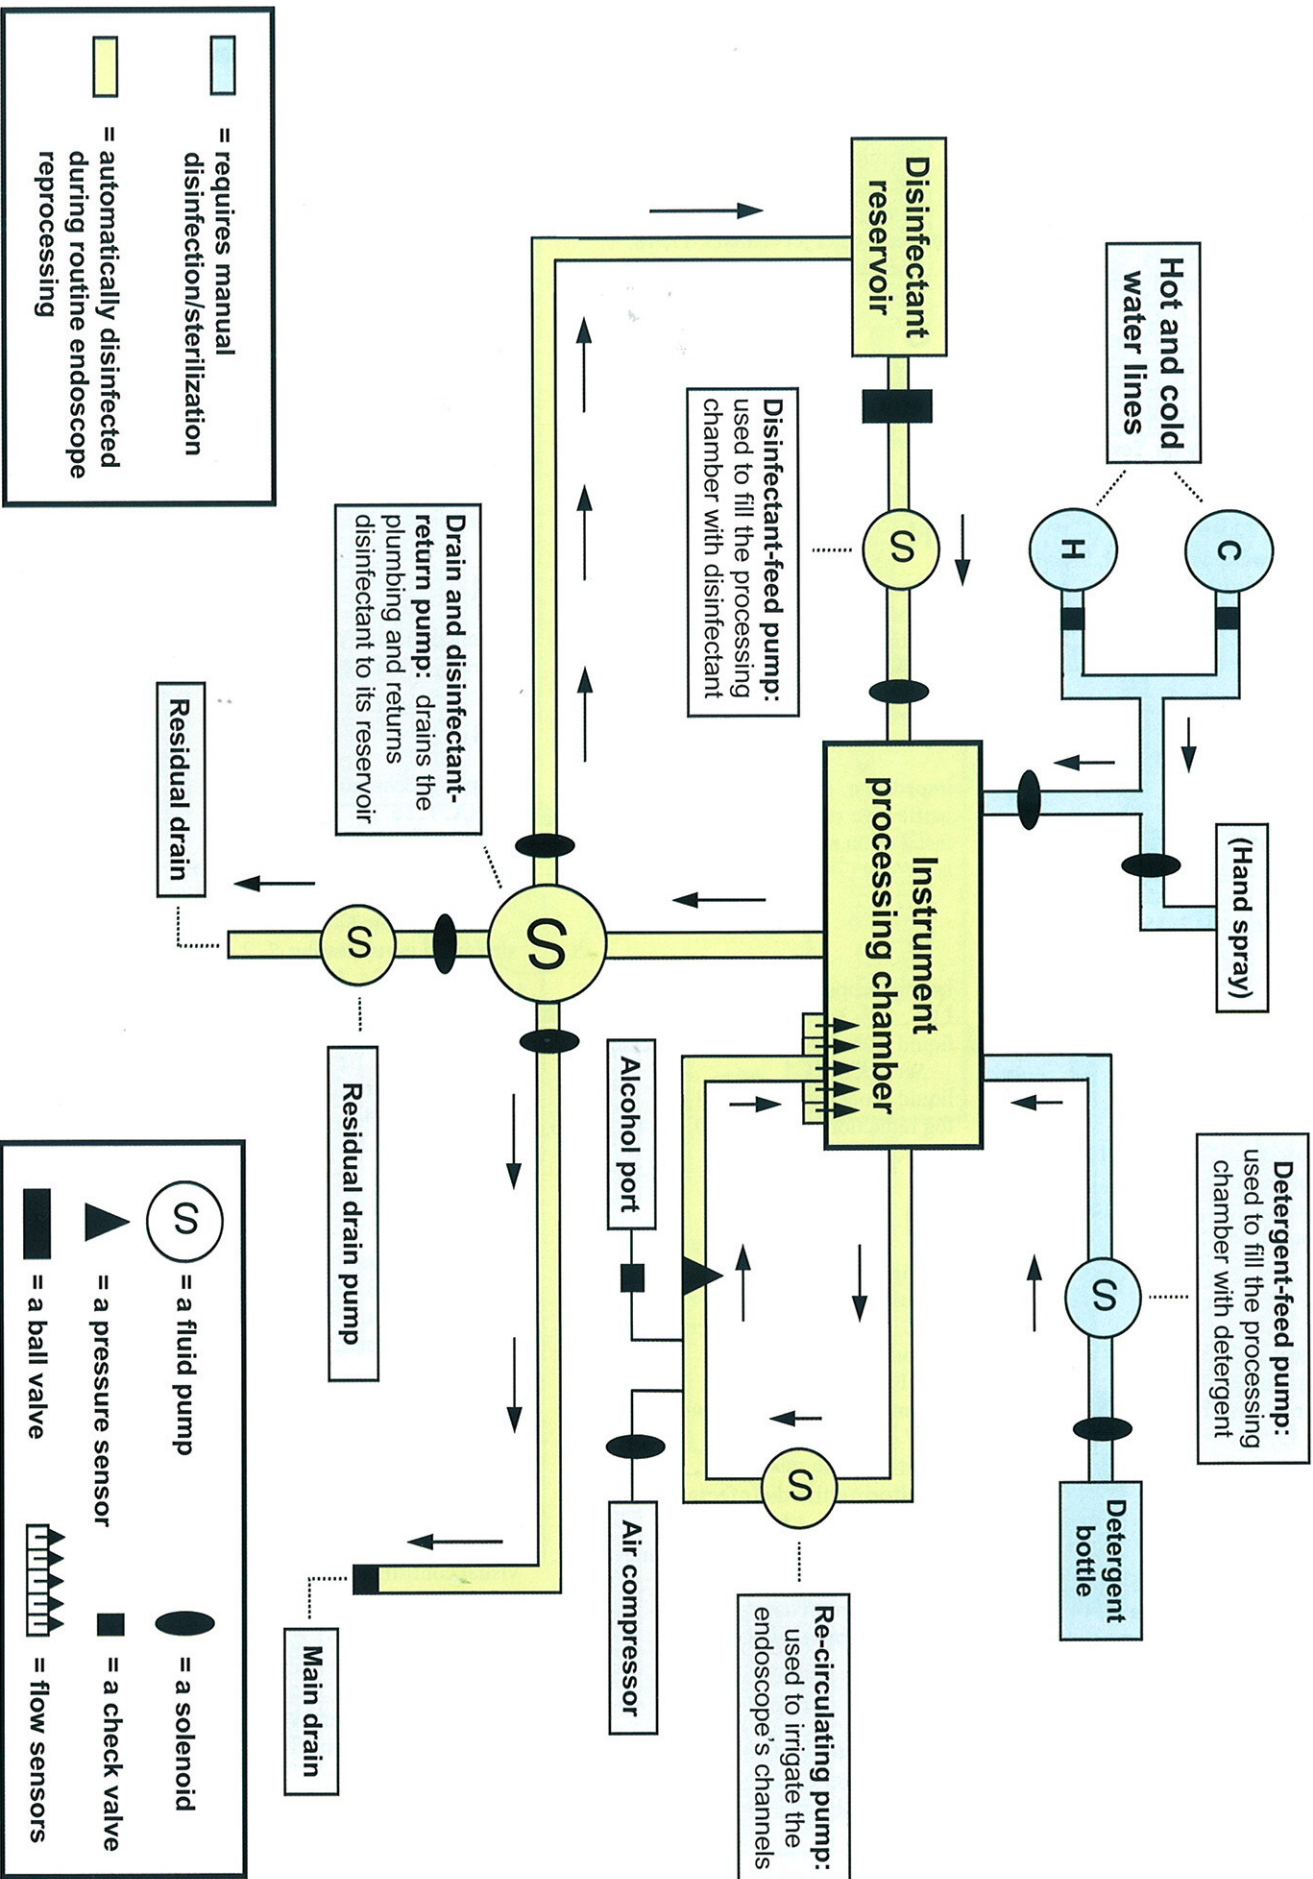 Hot and cold
water lines
C
H
(Hand spray)
Detergent-feed pump:
used to fill the processing
chamber with detergent
S
Detergent
bottle
Disinfectant
reservoir
S
Disinfectant-feed pump:
used to fill the processing
chamber with disinfectant
Instrument
processing chamber
S
Re-circulating pump:
used to irrigate the
endoscope's channels
Alcohol port
Air compressor
Drain and disinfectant-
return pump: drains the
plumbing and returns
disinfectant to its reservoir
S
S
Residual drain
Residual drain pump
Main drain
= requires manual
disinfection/sterilization
= automatically disinfected
during routine endoscope
reprocessing
S = a fluid pump
= a solenoid
= a pressure sensor
= a check valve
= a ball valve
= flow sensors